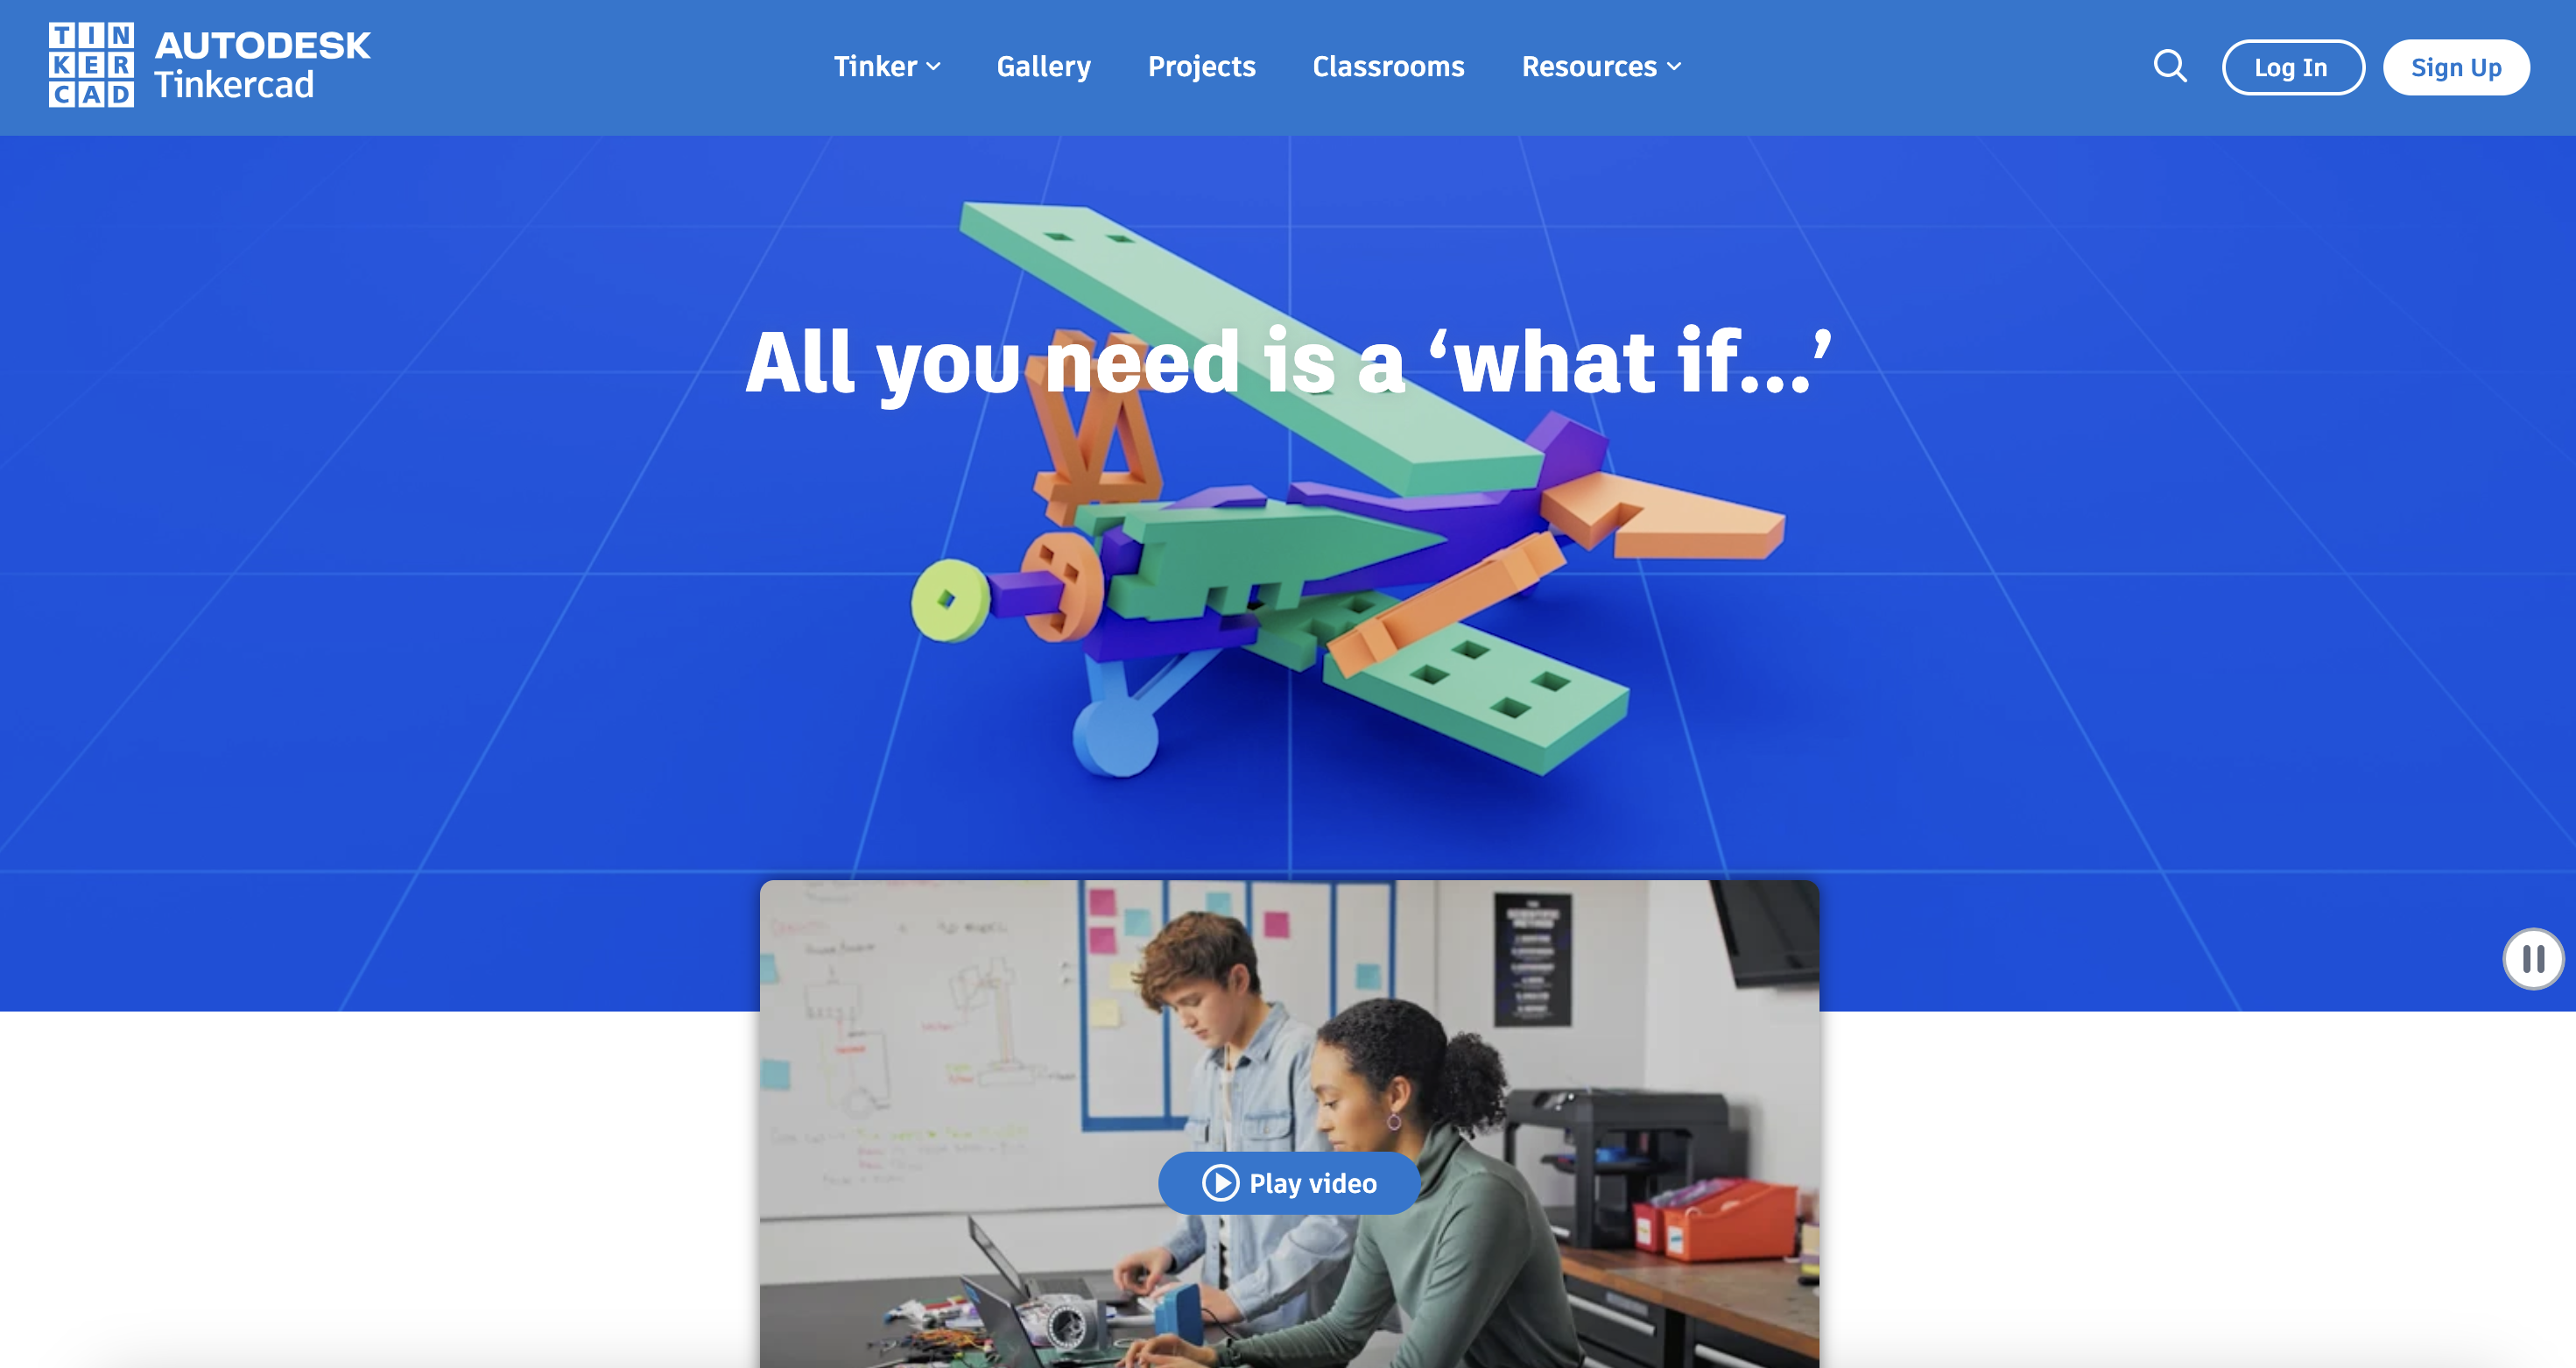 TIN
KER
CAD
AUTODESK
Tinkercad
Tinker
Gallery
Projects
Classrooms
Resources
Log In
Sign Up
All you need is a ‘what if...’
Play video